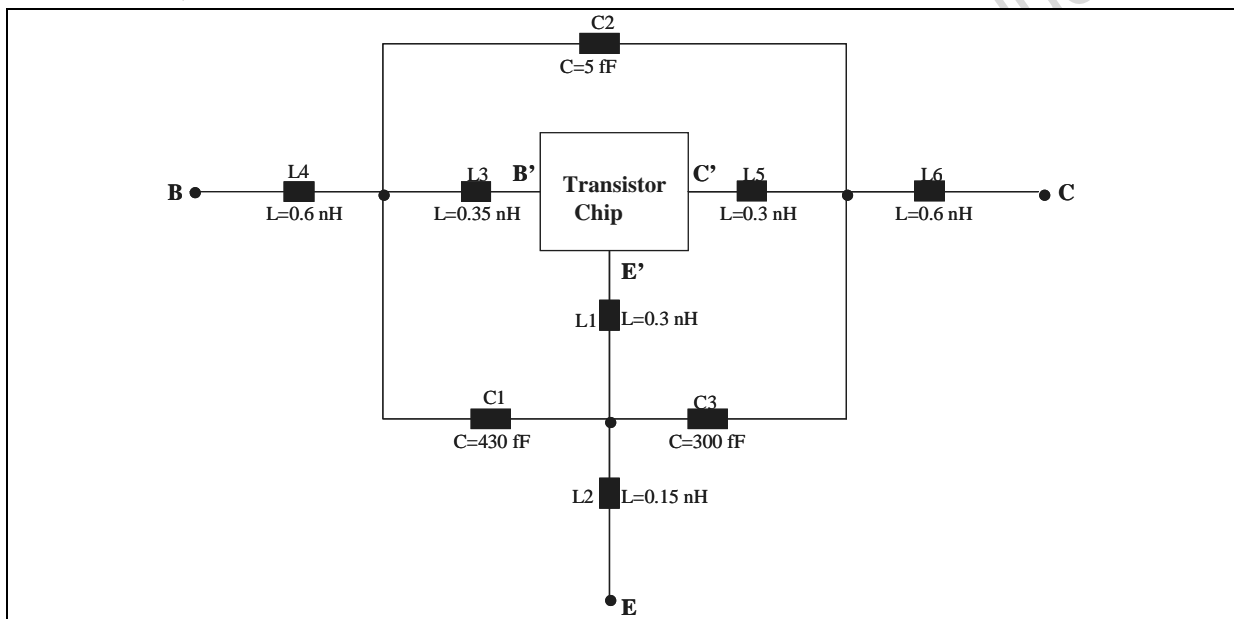 C2
C=5 fF
B
L4
L=0.6 nH
L3
L=0.35 nH
B’
Transistor
Chip
C’
L5
L=0.3 nH
L6
L=0.6 nH
C
E’
L1
L=0.3 nH
C1
C=430 fF
C3
C=300 fF
L2
L=0.15 nH
E